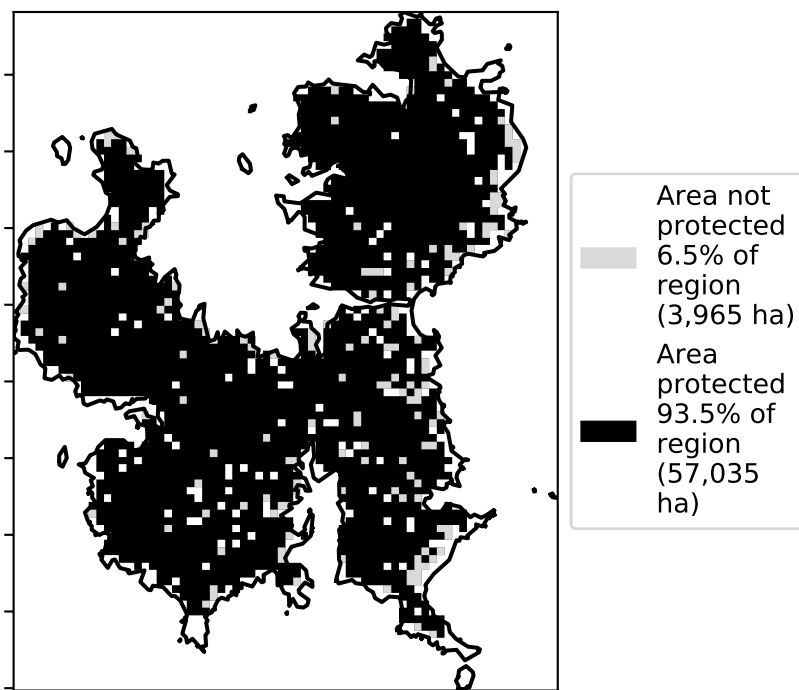 Area not
protected
6.5% of
region
(3,965 ha)
Area
protected
93.5% of
region
(57,035
ha)